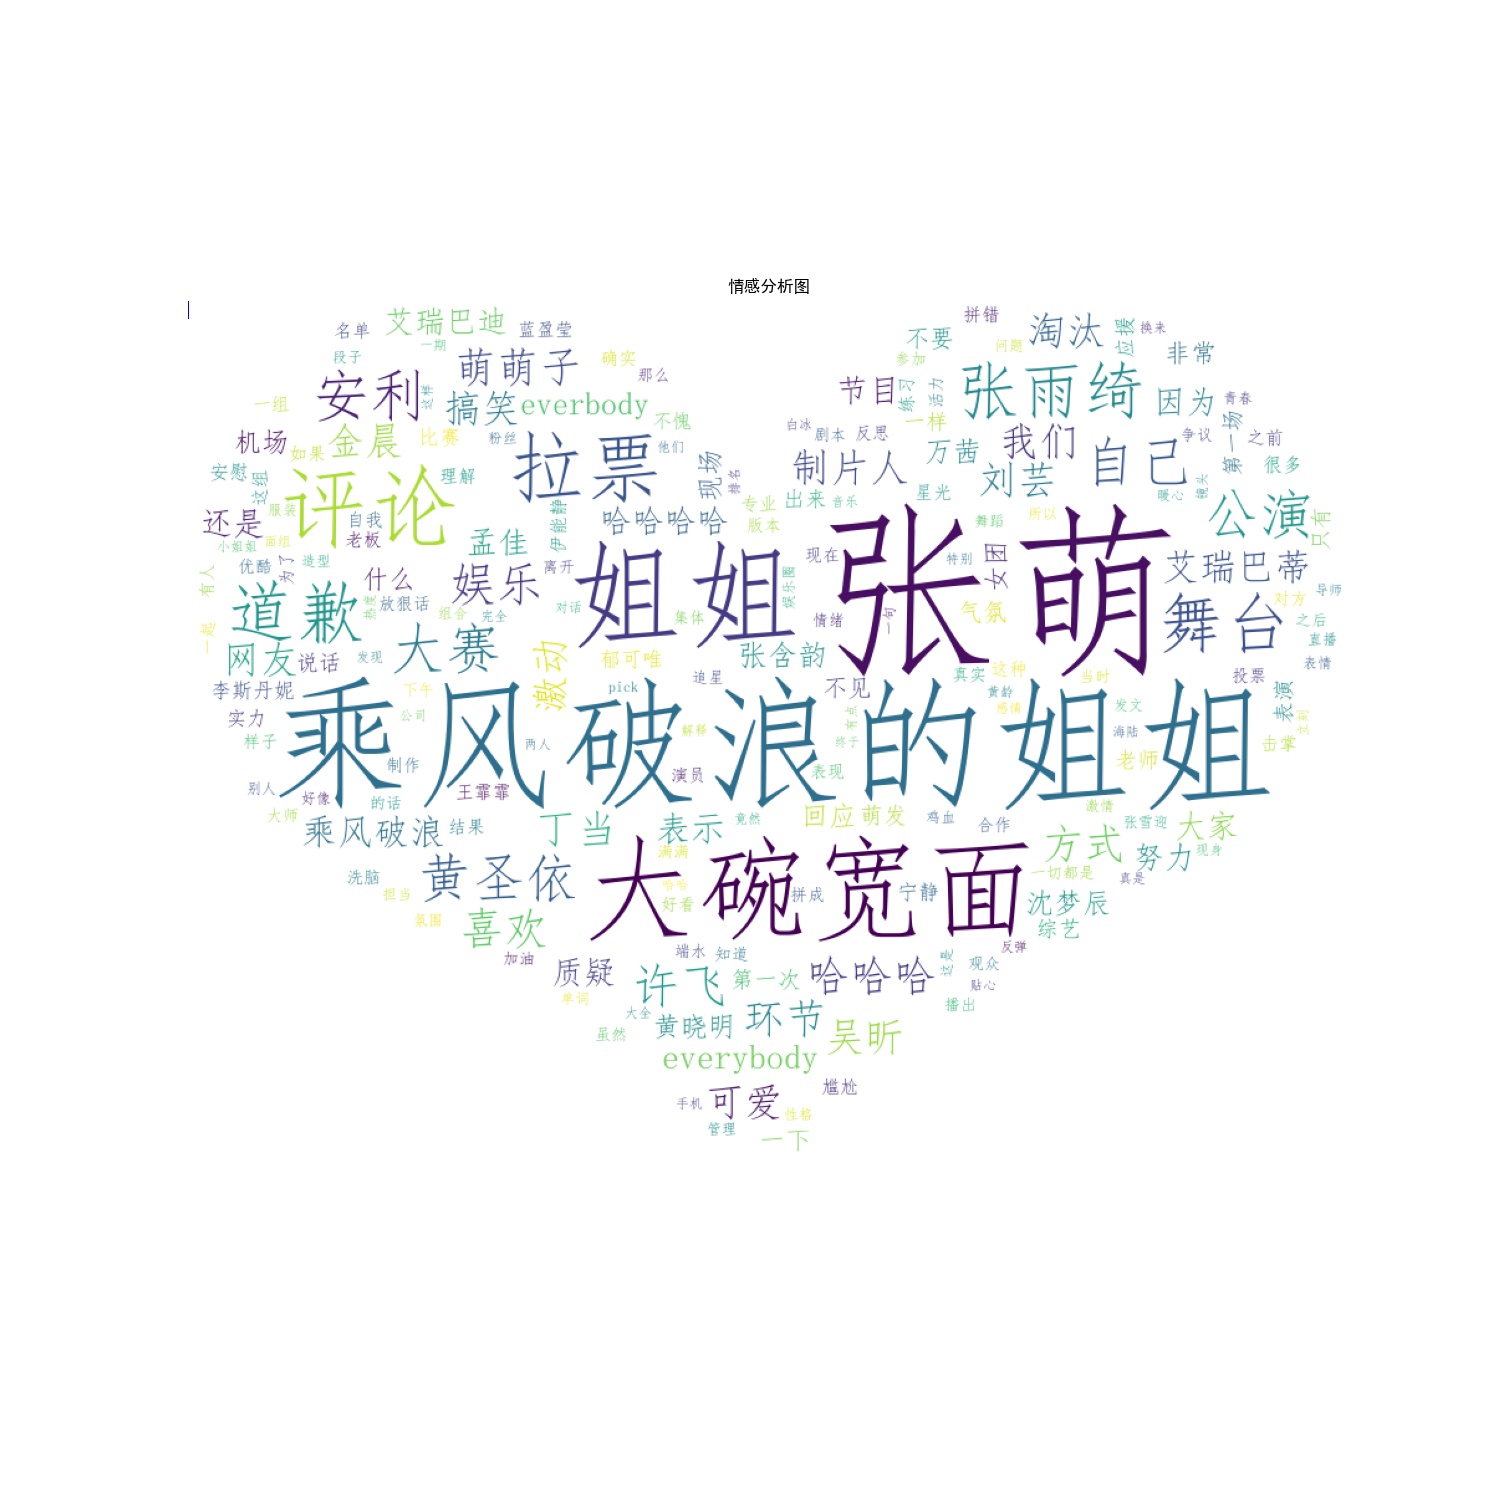 情感分析图
艾瑞巴迪
名单
蓝盈莹
拼错
淘汰
应援
换来
一期
段子
萌萌子
确实
不要
问题
非常
参加
那么
安利
这样
节目
练习
活力
张雨绮
因为
青春
一组
搞笑
everbody
不愧
一样
第一场
机场
金晨
比赛
粉丝
他们
白冰
剧本
反思
万茜
我们
争议
之前
如果
拉票
现场
排名
制片人
刘芸
自己
很多
安慰
这组
理解
星光
暖心
镜头
评论
服装
专业
出来
音乐
公演
只有
还是
自我
伊能静
哈哈哈哈
版本
舞蹈
所以
小姐姐
面组
老板
孟佳
张萌
现在
特别
女团
艾瑞巴蒂
优酷
为了
造型
什么
娱乐
离开
姐姐
娱乐圈
导师
有人
道歉
热度
放狠话
组合
完全
对话
集体
情绪
一句
气氛
舞台
对方
之后
一起
大赛
激动
直播
网友
说话
发现
郁可唯
张含韵
表情
李斯丹妮
下午
pick
追星
不见
真实
这种
当时
投票
黄龄
表演
实力
公司
乘风破浪的姐姐
感情
发文
立刻
样子
两人
解释
有点
终于
海陆
击掌
制作
演员
表现
老师
别人
好像
王霏霏
大师
的话
激情
乘风破浪
结果
丁当
表示
竟然
回应
萌发
鸡血
合作
张雪迎
大家
满满
方式
努力
现身
洗脑
黄圣依
大碗宽面
一切都是
真是
担当
哈哈
拼成
宁静
沈梦辰
氛围
喜欢
好看
综艺
加油
端水
知道
反弹
质疑
许飞
第一次
哈哈哈
这是
观众
贴心
单词
大全
播出
虽然
黄晓明
环节
吴昕
everybody
尴尬
手机
可爱
性格
管理
一下